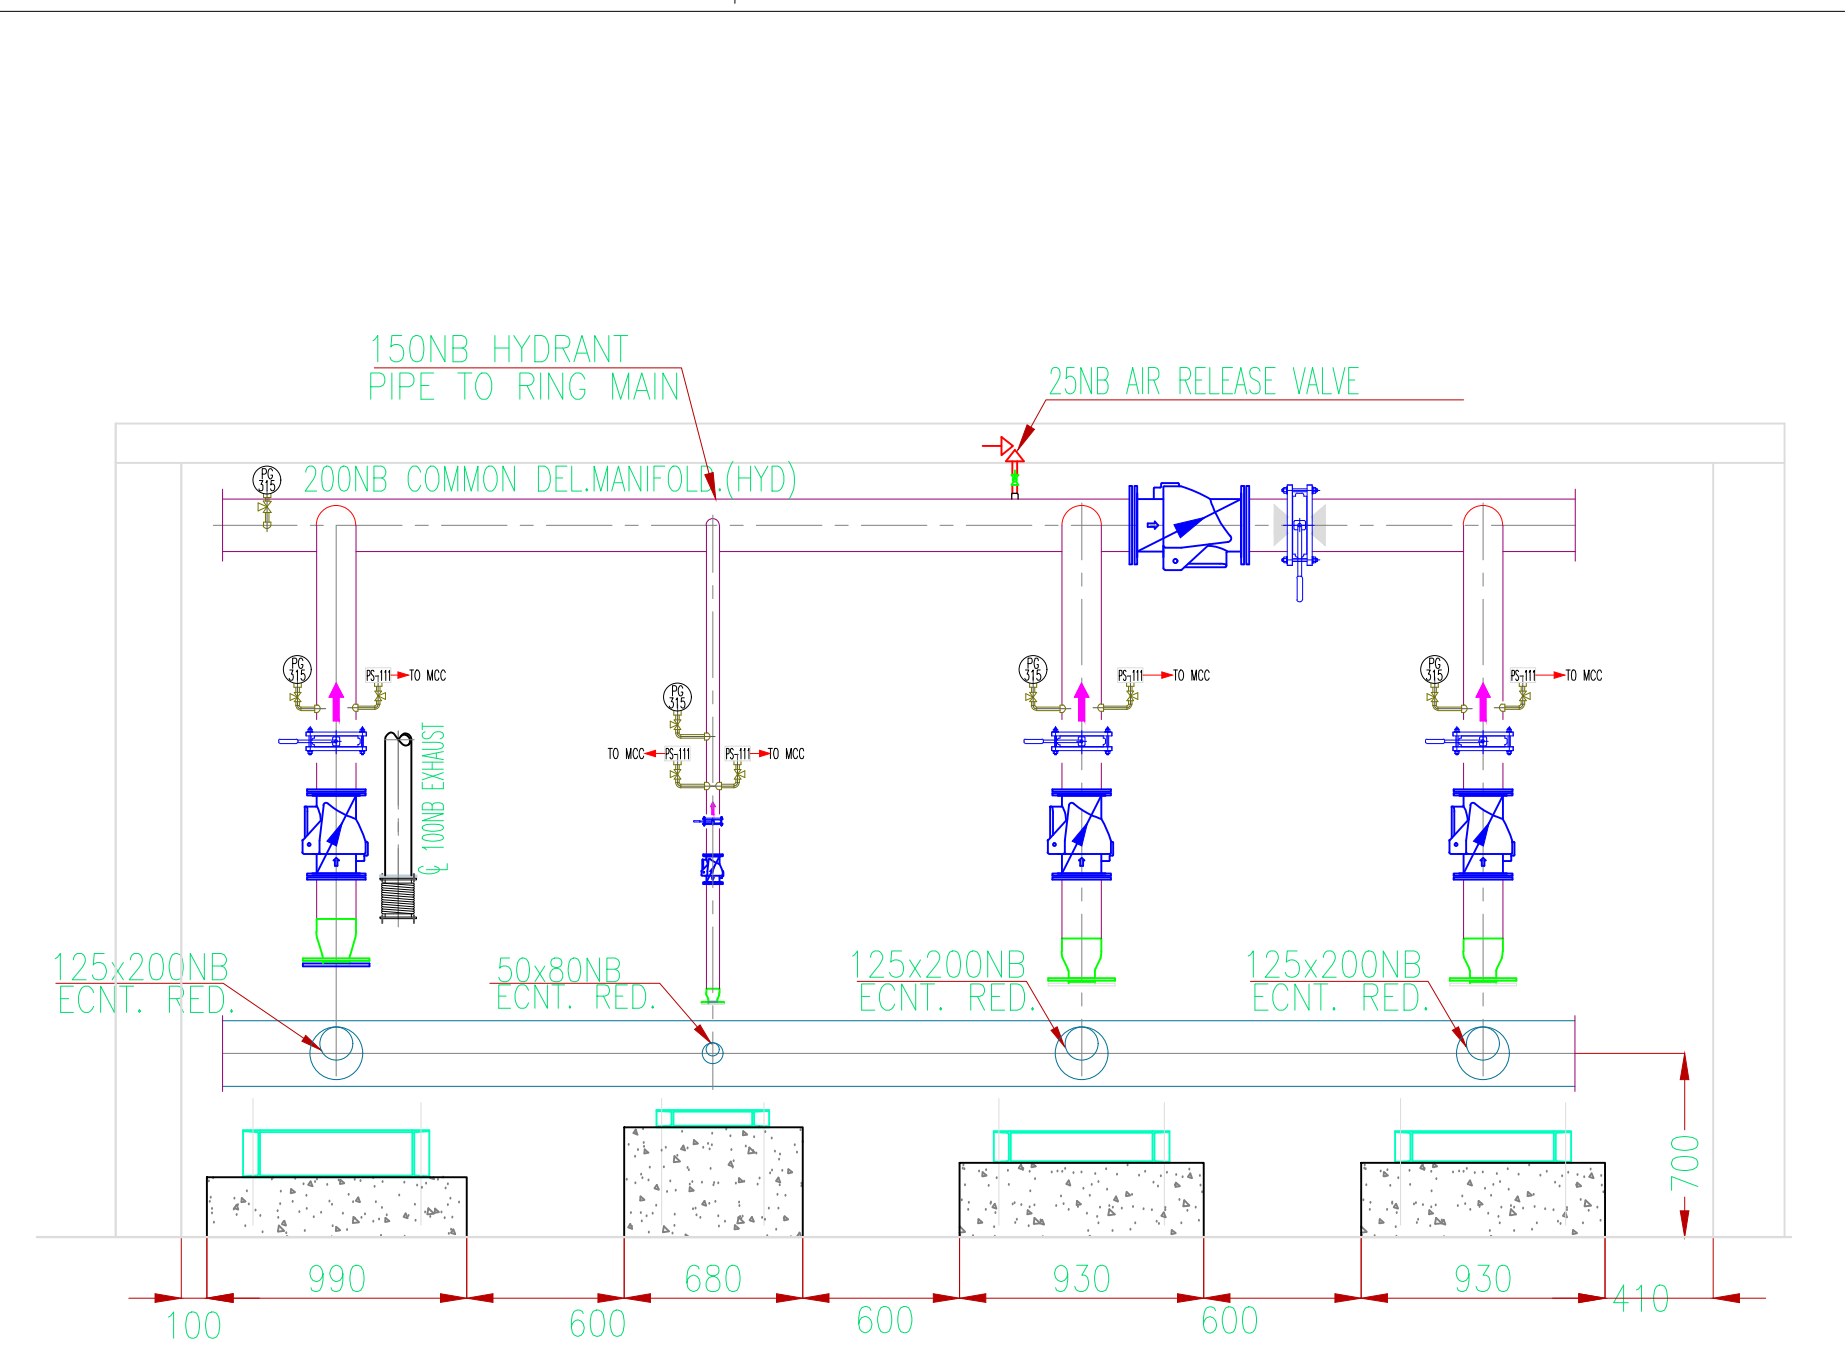 150NB HYDRANT
PIPE TO RING MAIN
25NB AIR RELEASE VALVE
PG
315
200NB COMMON DEL.MANIFOLD.(HYD)
PG
315
PS-111
TO MCC
PG
315
TO MCC
PS-111
PS-111
TO MCC
PG
315
PS-111
TO MCC
PG
315
PS-111
TO MCC
℄ 100NB EXHAUST
125x200NB
ECNT. RED.
50x80NB
ECNT. RED.
125x200NB
ECNT. RED.
125x200NB
ECNT. RED.
700
990
680
930
930
100
600
600
600
410